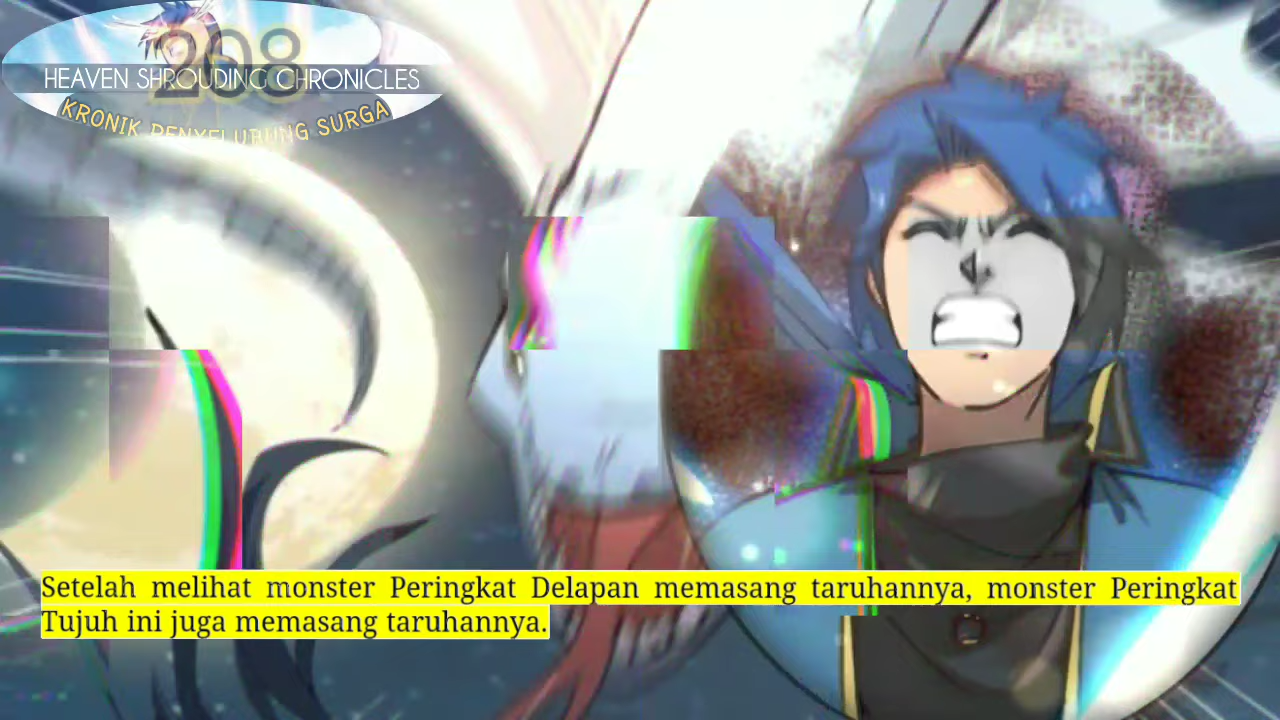 208
HEAVEN SHROUDING CHRONICLES
KRONIK PENYELUBUNG SURGA
Setelah melihat monster Peringkat Delapan memasang taruhannya, monster Peringkat
Tujuh ini juga memasang taruhannya.